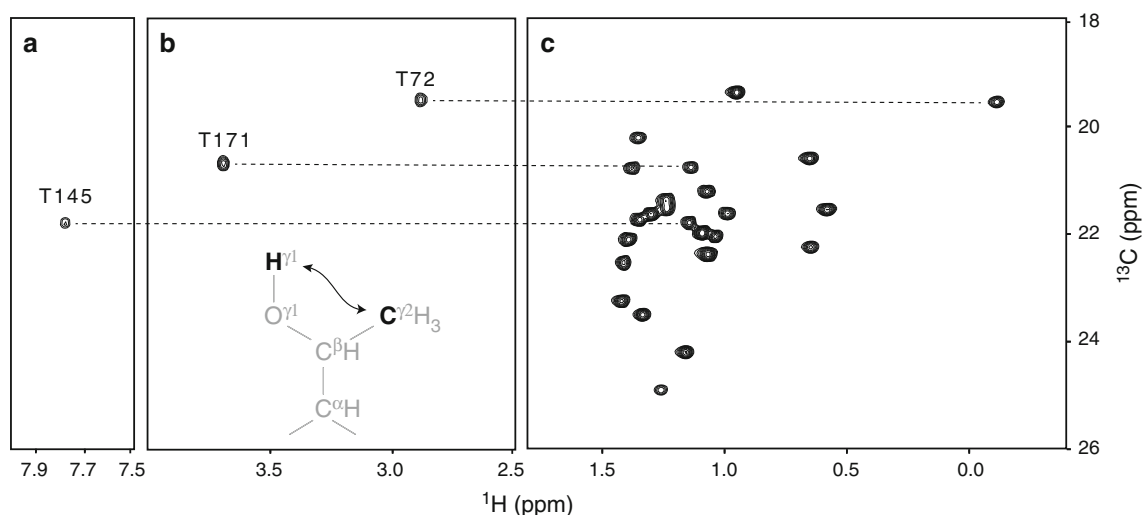 a
b
c
T72
T171
T145
Hγ1
Oγ1
Cγ2H3
CβH
CαH
18
20
22
24
26
13C (ppm)
7.9 7.7 7.5
3.5 3.0 2.5
1.5 1.0 0.5 0.0
1H (ppm)